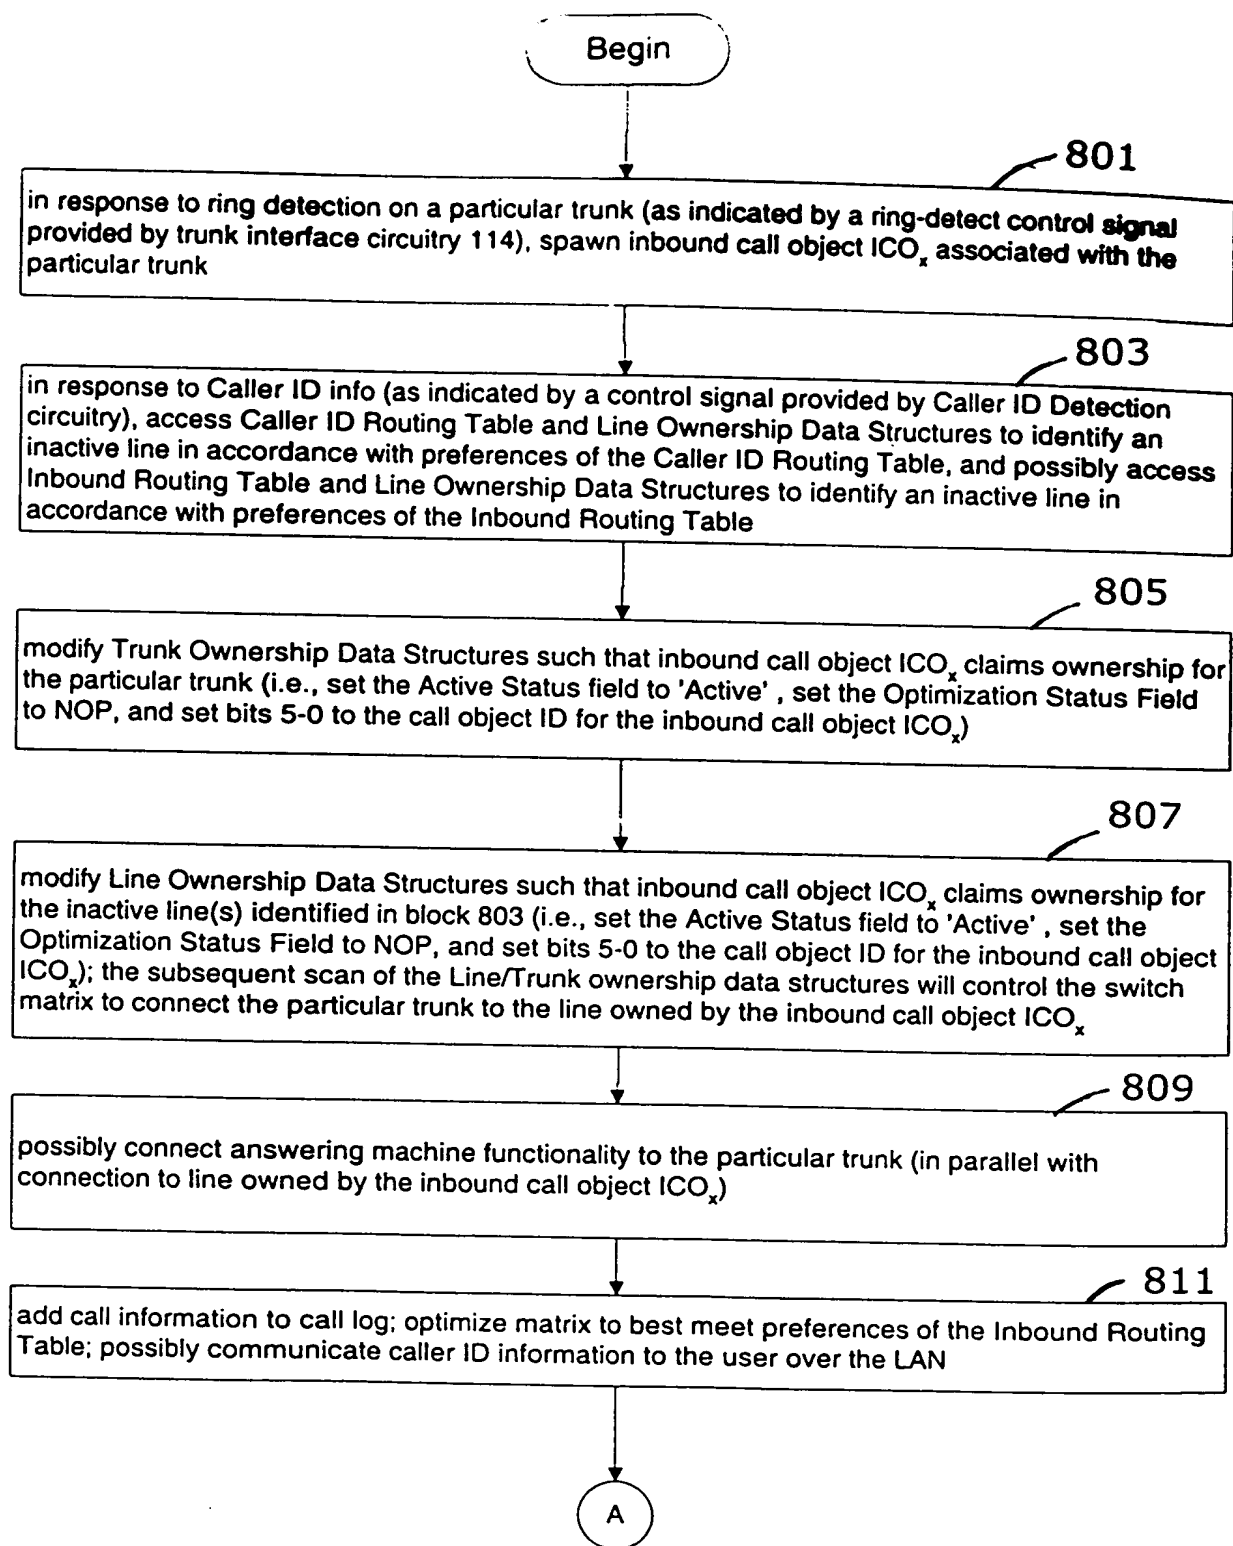 Begin
801
in response to ring detection on a particular trunk (as indicated by a ring-detect control signal
provided by trunk interface circuitry 114), spawn inbound call object ICOx associated with the
particular trunk
803
in response to Caller ID info (as indicated by a control signal provided by Caller ID Detection
circuitry), access Caller ID Routing Table and Line Ownership Data Structures to identify an
inactive line in accordance with preferences of the Caller ID Routing Table, and possibly access
Inbound Routing Table and Line Ownership Data Structures to identify an inactive line in
accordance with preferences of the Inbound Routing Table
805
modify Trunk Ownership Data Structures such that inbound call object ICOx claims ownership for
the particular trunk (i.e., set the Active Status field to 'Active' , set the Optimization Status Field
to NOP, and set bits 5-0 to the call object ID for the inbound call object ICOx)
807
modify Line Ownership Data Structures such that inbound call object ICOx claims ownership for
the inactive line(s) identified in block 803 (i.e., set the Active Status field to 'Active' , set the
Optimization Status Field to NOP, and set bits 5-0 to the call object ID for the inbound call object
ICOx); the subsequent scan of the Line/Trunk ownership data structures will control the switch
matrix to connect the particular trunk to the line owned by the inbound call object ICOx
809
possibly connect answering machine functionality to the particular trunk (in parallel with
connection to line owned by the inbound call object ICOx)
811
add call information to call log; optimize matrix to best meet preferences of the Inbound Routing
Table; possibly communicate caller ID information to the user over the LAN
A